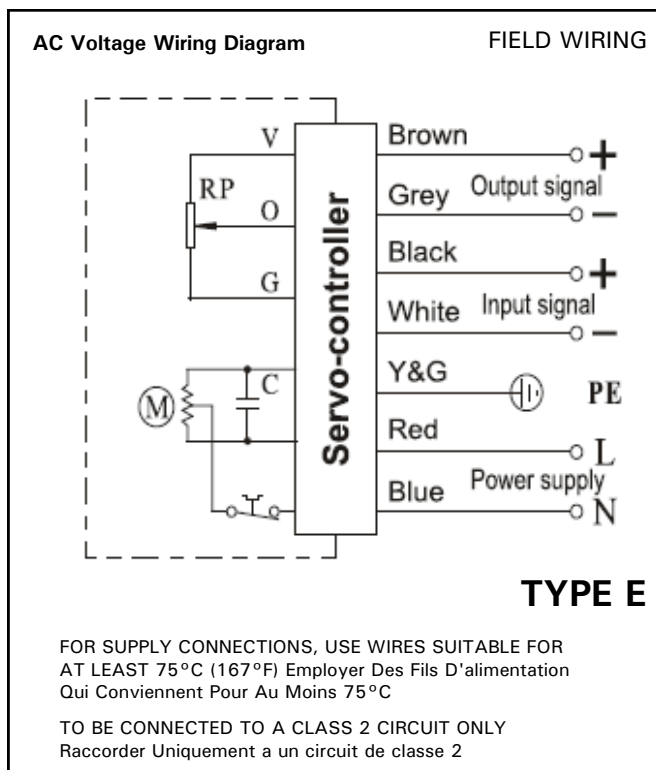 AC Voltage Wiring Diagram
FIELD WIRING
V
RP
O
G
C
M
Servo-controller
Brown
+
Output signal
Grey
−
Black
+
Input signal
White
−
Y&G
PE
Red
L
Power supply
Blue
N
TYPE E
FOR SUPPLY CONNECTIONS, USE WIRES SUITABLE FOR
AT LEAST 75°C (167°F) Employer Des Fils D'alimentation
Qui Conviennent Pour Au Moins 75°C
TO BE CONNECTED TO A CLASS 2 CIRCUIT ONLY
Raccorder Uniquement a un circuit de classe 2